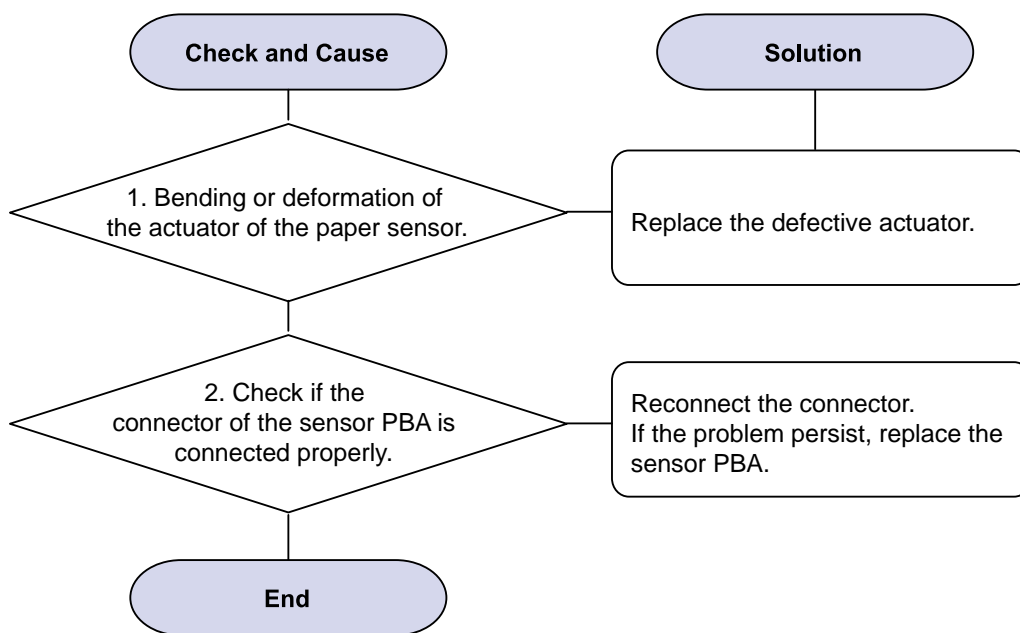 Check and Cause
Solution
1. Bending or deformation of
the actuator of the paper sensor.
Replace the defective actuator.
2. Check if the
connector of the sensor PBA is
connected properly.
Reconnect the connector.
If the problem persist, replace the
sensor PBA.
End